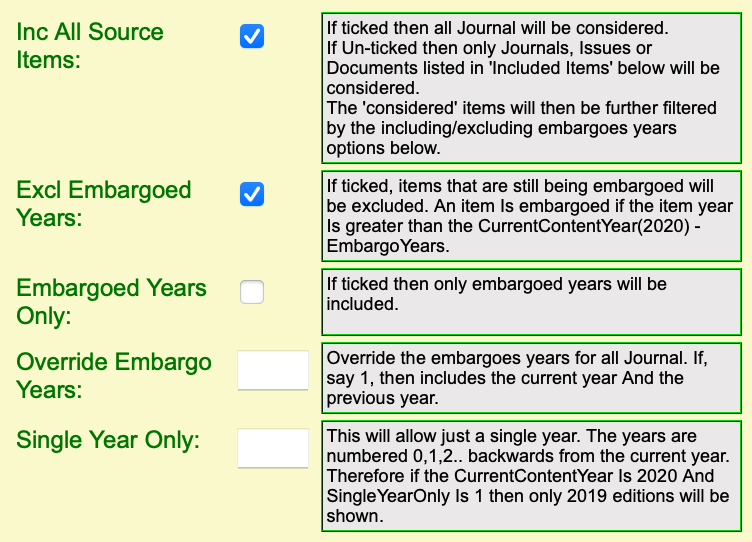 Inc All Source
Items:
If ticked then all Journal will be considered.
If Un-ticked then only Journals, Issues or
Documents listed in 'Included Items' below will be
considered.
The 'considered' items will then be further filtered
by the including/excluding embargoes years
options below.
Excl Embargoed
Years:
If ticked, items that are still being embargoed will
be excluded. An item Is embargoed if the item year
Is greater than the CurrentContentYear(2020) -
EmbargoYears.
Embargoed Years
Only:
If ticked then only embargoed years will be
included.
Override Embargo
Years:
Override the embargoes years for all Journal. If,
say 1, then includes the current year And the
previous year.
Single Year Only:
This will allow just a single year. The years are
numbered 0,1,2.. backwards from the current year.
Therefore if the CurrentContentYear Is 2020 And
SingleYearOnly Is 1 then only 2019 editions will be
shown.